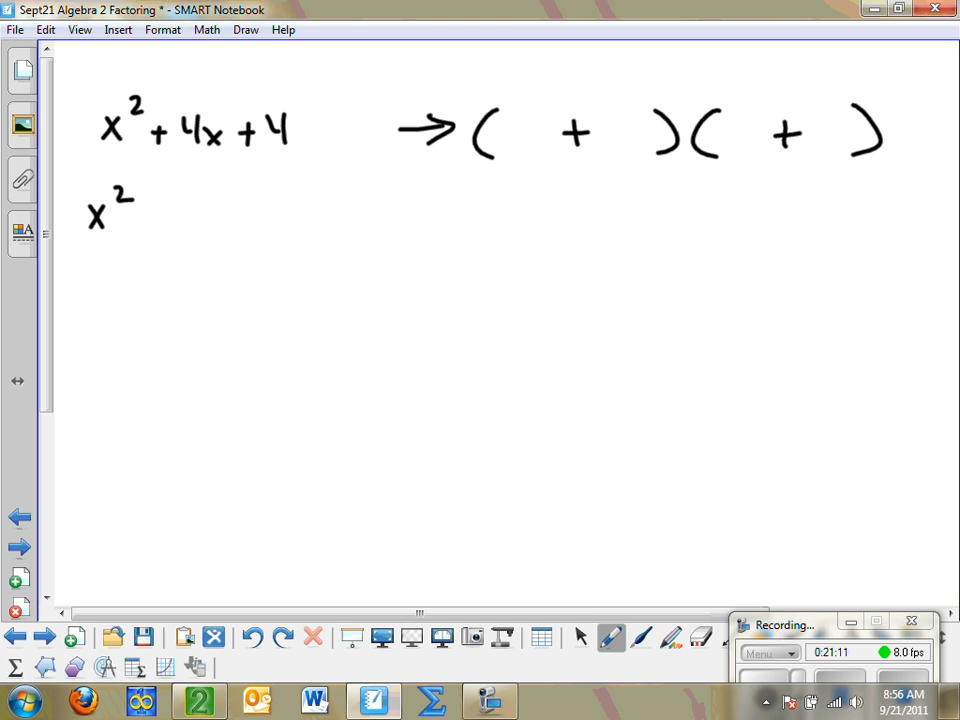 Sept21 Algebra 2 Factoring * - SMART Notebook
File Edit View Insert Format Math Draw Help
x² + 4x + 4 → ( + )( + )
x²
Recording...
Menu 0:21:11 8.0 fps
8:56 AM
9/21/2011